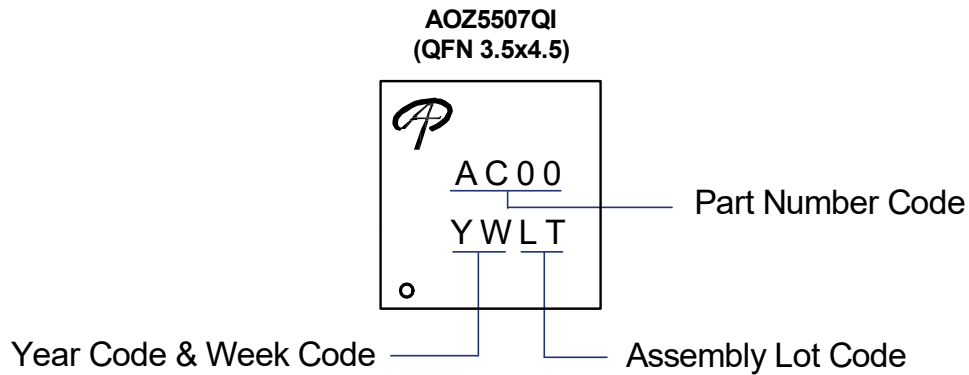 AOZ5507QI
(QFN 3.5x4.5)
AC00
Part Number Code
YWLT
Year Code & Week Code
Assembly Lot Code